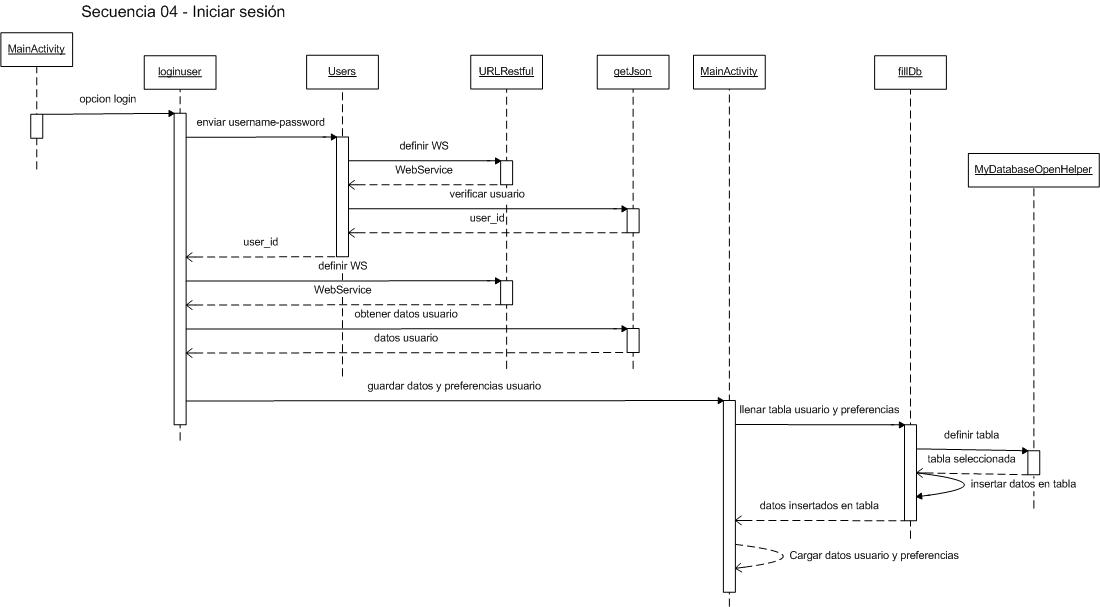 Secuencia 04 - Iniciar sesión
MainActivity
loginuser
Users
URLRestful
getJson
MainActivity
fillDb
MyDatabaseOpenHelper
opcion login
enviar username-password
definir WS
WebService
verificar usuario
user_id
user_id
definir WS
WebService
obtener datos usuario
datos usuario
guardar datos y preferencias usuario
llenar tabla usuario y preferencias
definir tabla
tabla seleccionada
insertar datos en tabla
datos insertados en tabla
Cargar datos usuario y preferencias